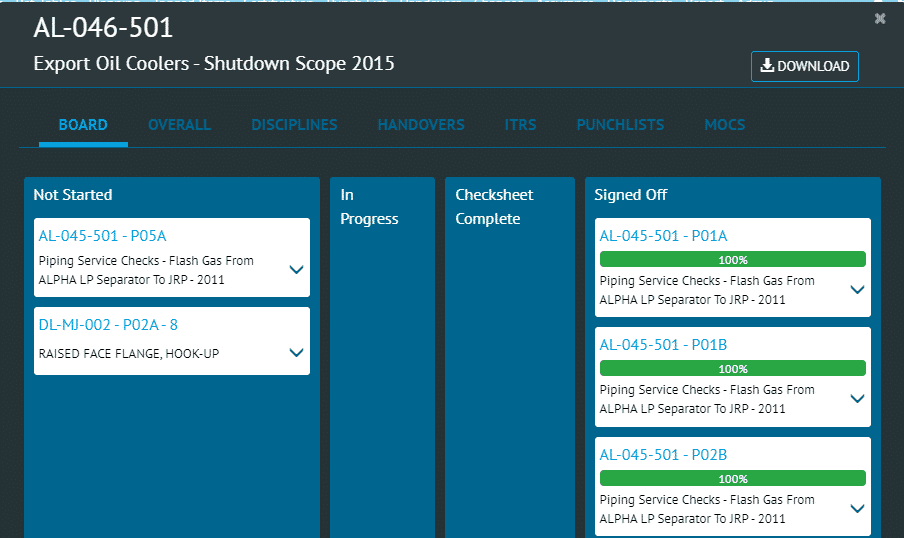 AL-046-501
Export Oil Coolers - Shutdown Scope 2015
DOWNLOAD
BOARD OVERALL DISCIPLINES HANDOVERS ITRS PUNCHLISTS MOCS
Not Started
AL-045-501 - P05A
Piping Service Checks - Flash Gas From
ALPHA LP Separator To JRP - 2011
DL-MJ-002 - P02A - 8
RAISED FACE FLANGE, HOOK-UP
In
Progress
Checksheet
Complete
Signed Off
AL-045-501 - P01A
100%
Piping Service Checks - Flash Gas From
ALPHA LP Separator To JRP - 2011
AL-045-501 - P01B
100%
Piping Service Checks - Flash Gas From
ALPHA LP Separator To JRP - 2011
AL-045-501 - P02B
100%
Piping Service Checks - Flash Gas From
ALPHA LP Separator To JRP - 2011